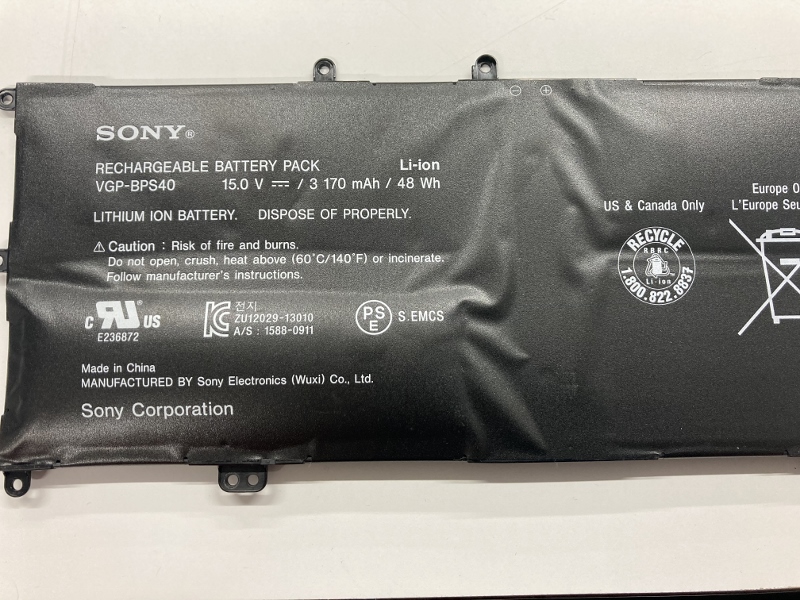 SONY®
RECHARGEABLE BATTERY PACK Li-ion
VGP-BPS40 15.0 V ⎓ / 3 170 mAh / 48 Wh
LITHIUM ION BATTERY. DISPOSE OF PROPERLY.
⚠ Caution : Risk of fire and burns.
Do not open, crush, heat above (60°C/140°F) or incinerate.
Follow manufacturer's instructions.
c RU® US
E236872
전지
ZU12029-13010
A/S : 1588-0911
PS
E
S.EMCS
Made in China
MANUFACTURED BY Sony Electronics (Wuxi) Co., Ltd.
Sony Corporation
⊖ ⊕
US & Canada Only
RECYCLE
RBRC
Li-ion
1.800.822.8837
Europe O
L'Europe Seu